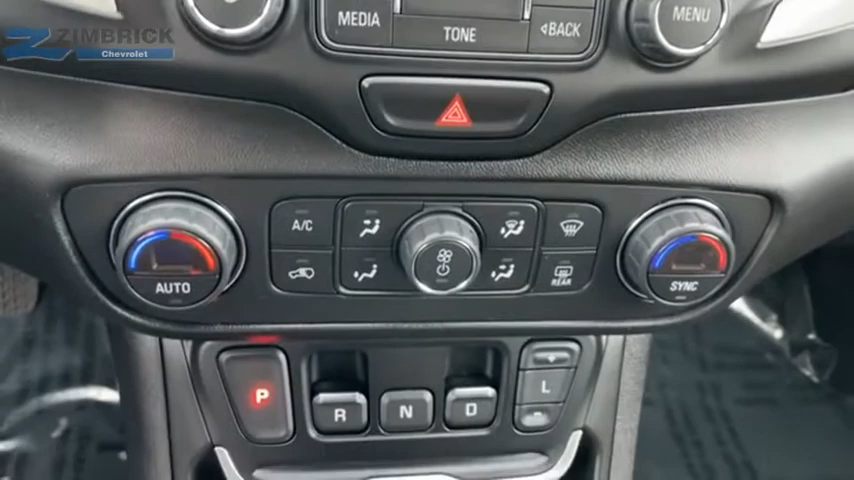 ZIMBRICK
Chevrolet
MEDIA
TONE
BACK
MENU
A/C
AUTO
REAR
SYNC
P
R
N
D
L